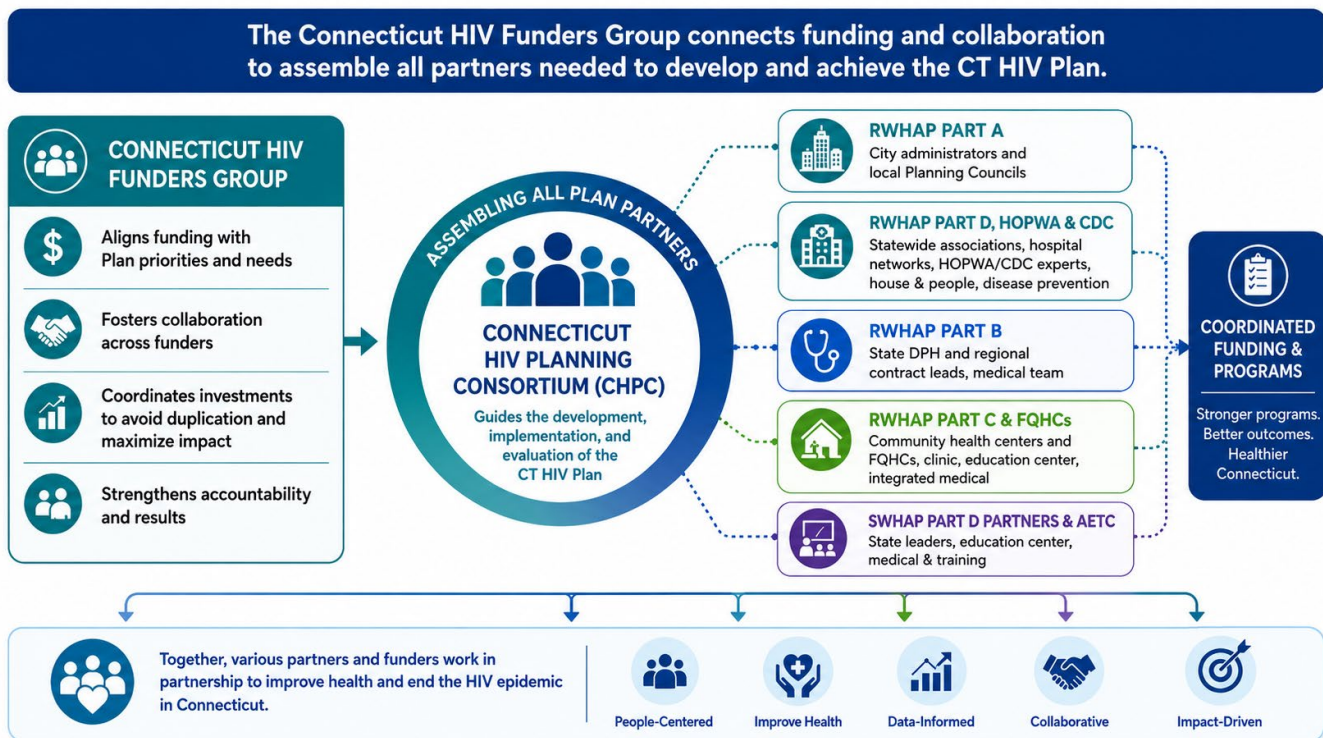 The Connecticut HIV Funders Group connects funding and collaboration
to assemble all partners needed to develop and achieve the CT HIV Plan.
CONNECTICUT HIV
FUNDERS GROUP
$
Aligns funding with
Plan priorities and needs
Fosters collaboration
across funders
Coordinates investments
to avoid duplication and
maximize impact
Strengthens accountability
and results
ASSEMBLING ALL PLAN PARTNERS
CONNECTICUT
HIV PLANNING
CONSORTIUM (CHPC)
Guides the development,
implementation, and
evaluation of the
CT HIV Plan
RWHAP PART A
City administrators and
local Planning Councils
RWHAP PART D, HOPWA & CDC
Statewide associations, hospital
networks, HOPWA/CDC experts,
house & people, disease prevention
RWHAP PART B
State DPH and regional
contract leads, medical team
RWHAP PART C & FQHCs
Community health centers and
FQHCs, clinic, education center,
integrated medical
SWHAP PART D PARTNERS & AETC
State leaders, education center,
medical & training
COORDINATED
FUNDING &
PROGRAMS
Stronger programs.
Better outcomes.
Healthier
Connecticut.
Together, various partners and funders work in
partnership to improve health and end the HIV epidemic
in Connecticut.
People-Centered
Improve Health
Data-Informed
Collaborative
Impact-Driven